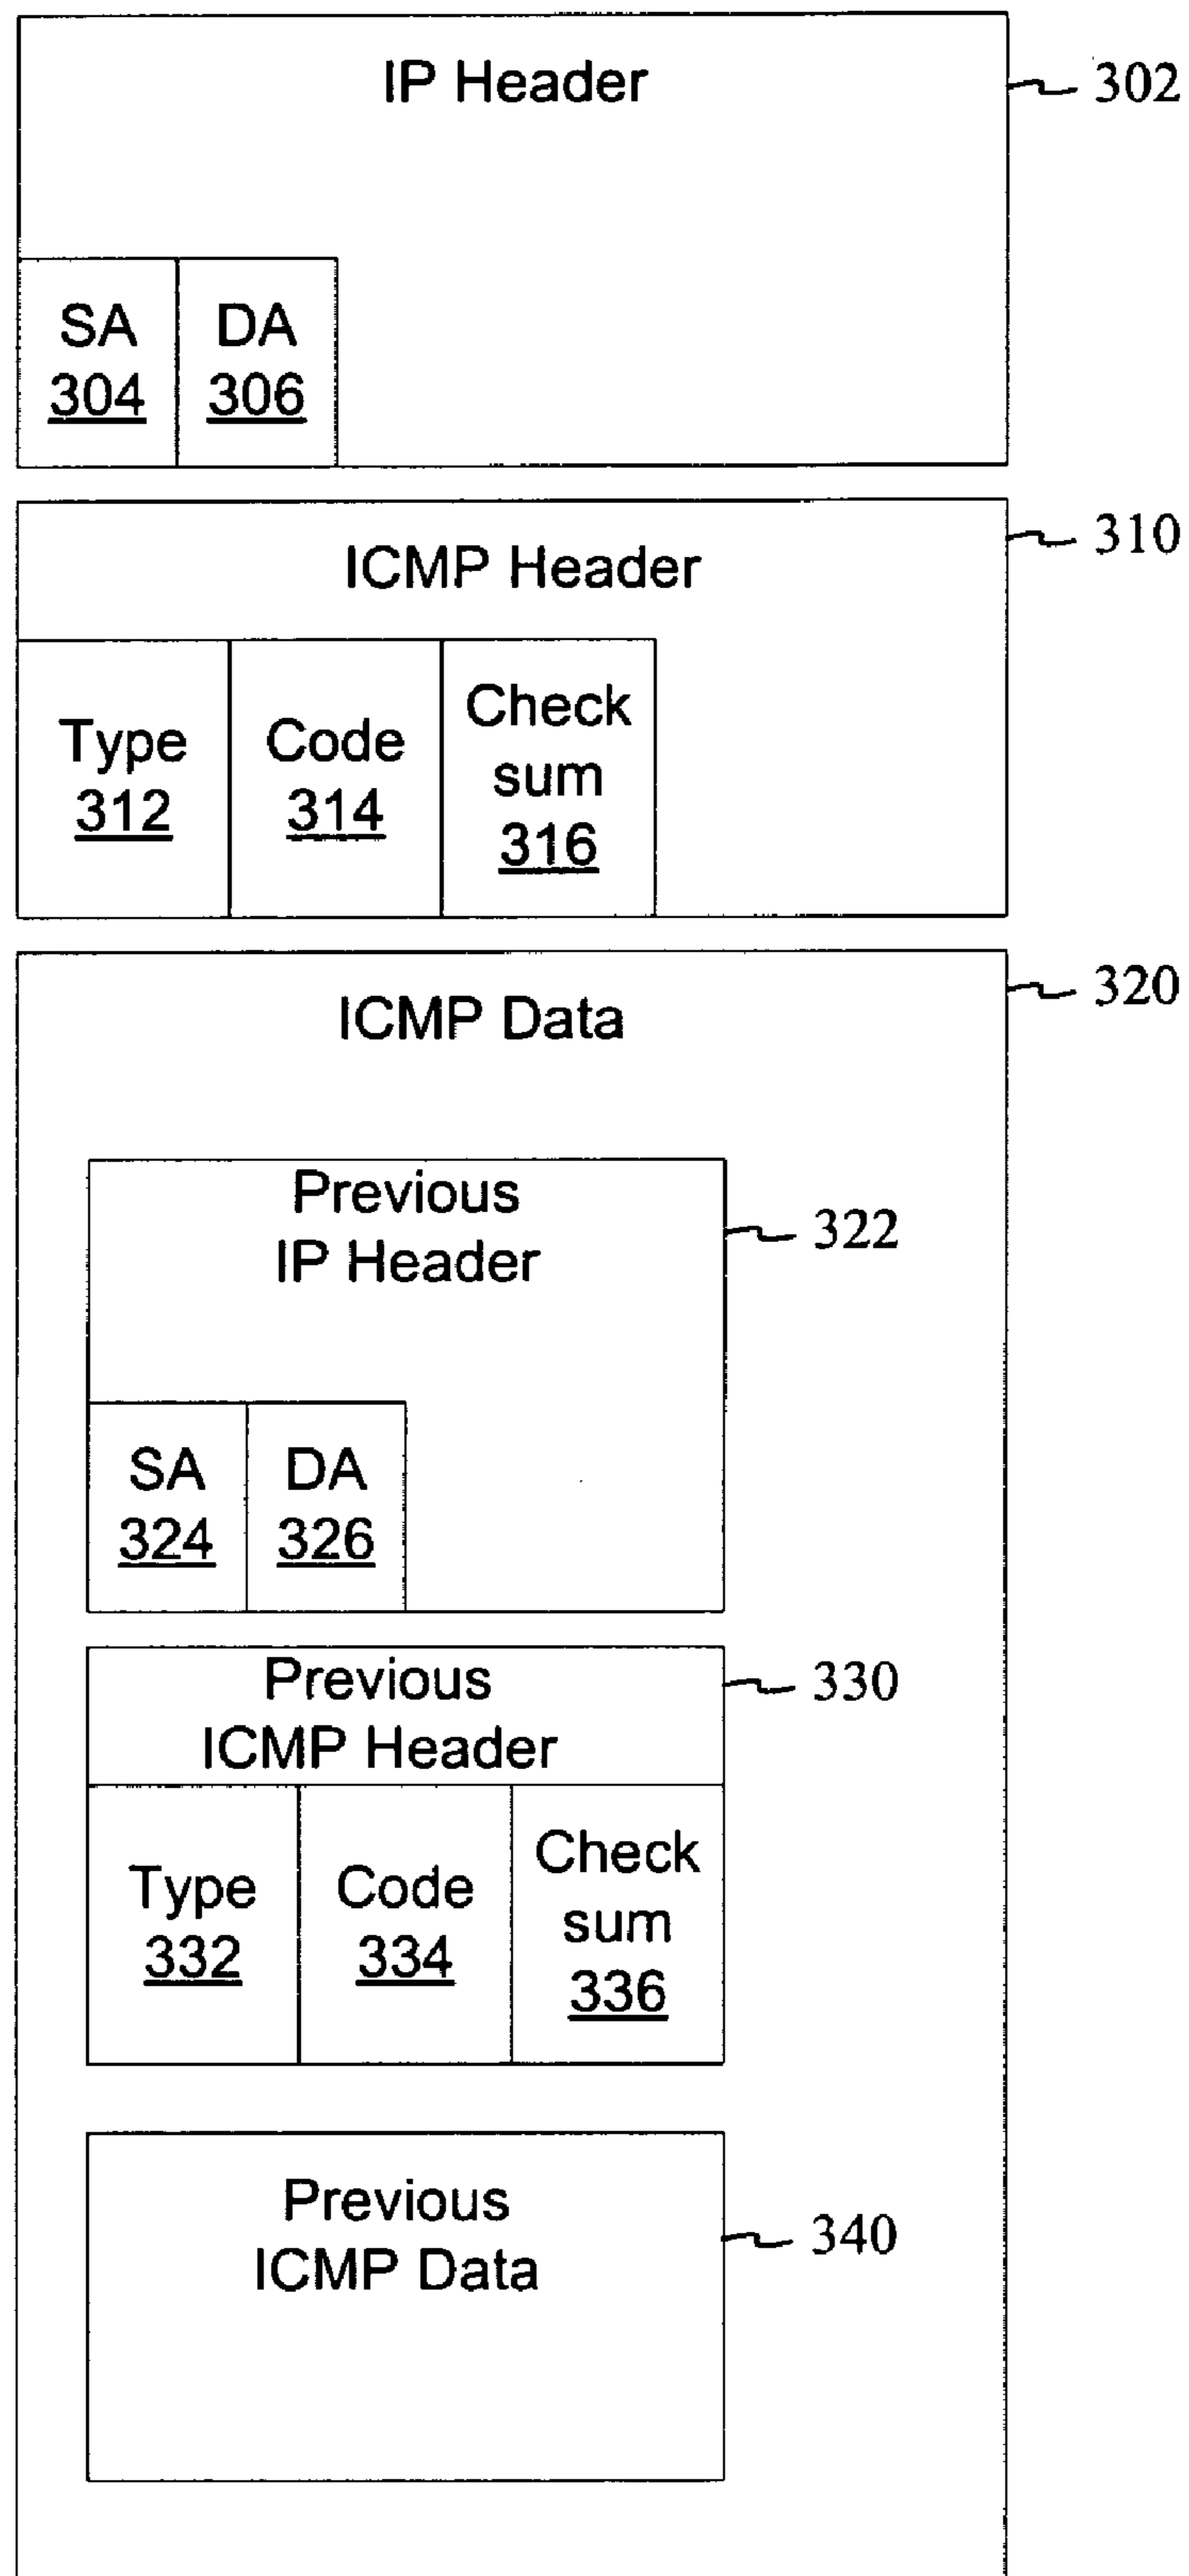 IP Header
302
SA
304
DA
306
ICMP Header
310
Type
312
Code
314
Check
sum
316
ICMP Data
320
Previous
IP Header
322
SA
324
DA
326
Previous
ICMP Header
330
Type
332
Code
334
Check
sum
336
Previous
ICMP Data
340